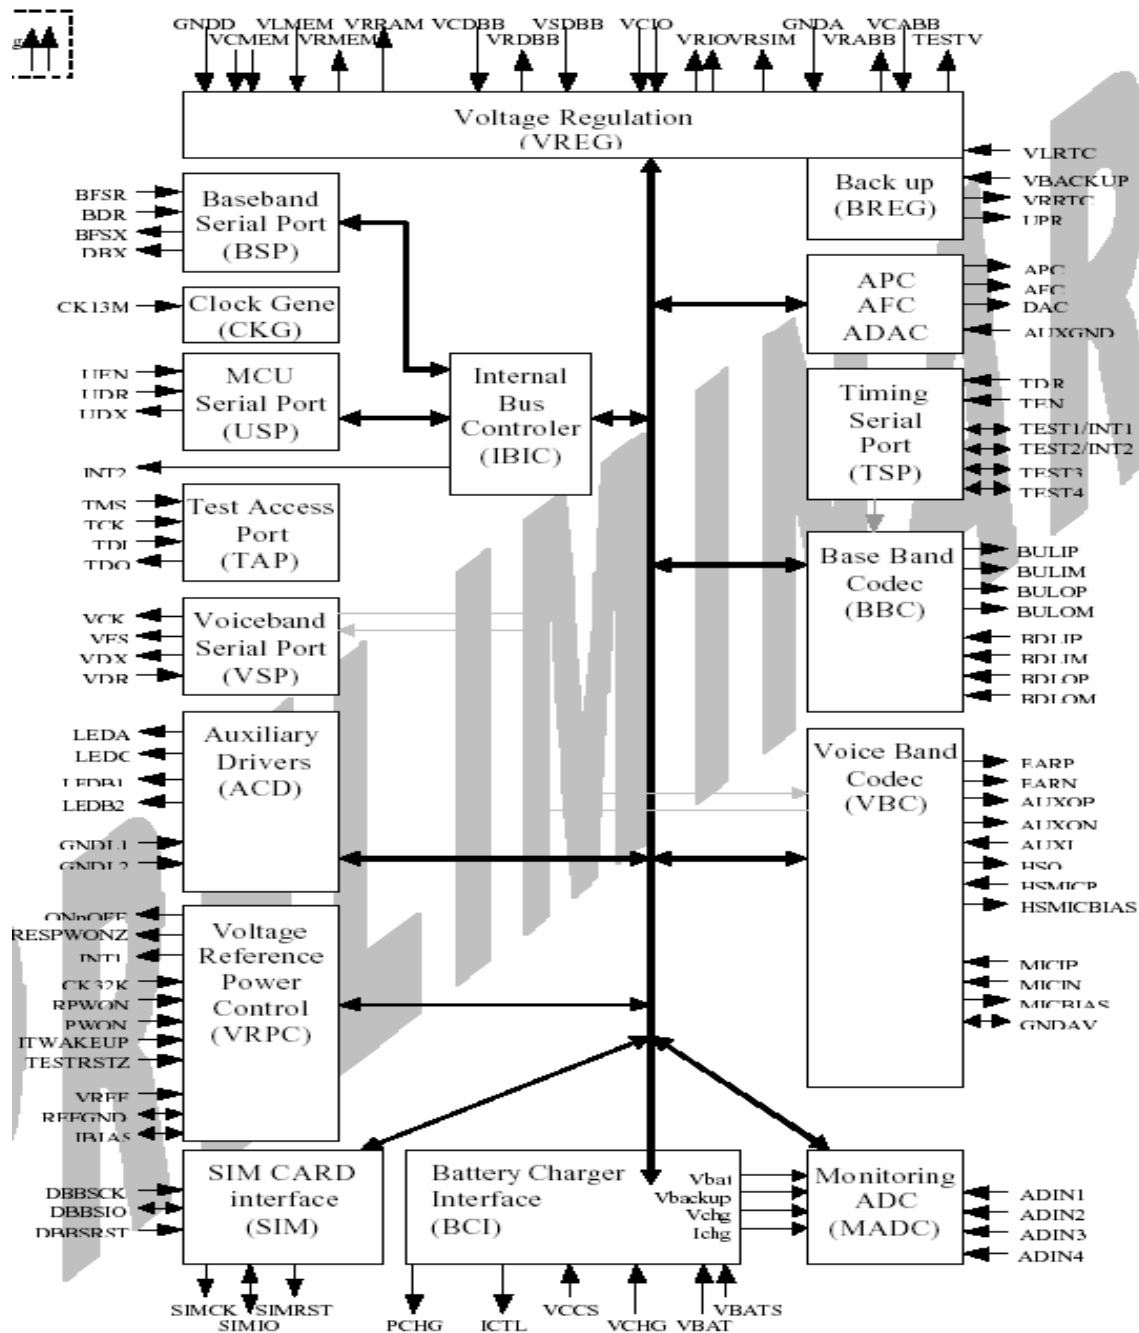 GNDD VLMEM VRRAM VCDBB VSDBB VCIO GNDA VCABB
VCMEM VRMEM VRDBB VRIO VRSIM VRABB TESTV
Voltage Regulation
(VREG)
VLRTC
VBACKUP
VRRTC
UPR
Back up
(BREG)
BFSR
BDR
BFSX
DBX
Baseband
Serial Port
(BSP)
CK13M
Clock Gene
(CKG)
APC
AFC
ADAC
APC
AFC
DAC
AUXGND
UEN
UDR
UDX
MCU
Serial Port
(USP)
Internal
Bus
Controler
(IBIC)
INT2
Timing
Serial
Port
(TSP)
TDR
TEN
TEST1/INT1
TEST2/INT2
TEST3
TEST4
TMS
TCK
TDI
TDO
Test Access
Port
(TAP)
Base Band
Codec
(BBC)
BULIP
BULIM
BULOP
BULOM
BDLIP
BDLIM
BDLOP
BDLOM
VCK
VFS
VDX
VDR
Voiceband
Serial Port
(VSP)
LEDA
LEDC
LEDB1
LEDB2
GNDL1
GNDL2
Auxiliary
Drivers
(ACD)
Voice Band
Codec
(VBC)
EARP
EARN
AUXOP
AUXON
AUXI
HSO
HSMICP
HSMICBIAS
MICIP
MICIN
MICBIAS
GNDAV
ONnOFF
RESPWONZ
INT1
CK32K
RPWON
PWON
ITWAKEUP
TESTRSTZ
VREF
REFGND
IBIAS
Voltage
Reference
Power
Control
(VRPC)
DBBSCK
DBBSIO
DBBSRST
SIM CARD
interface
(SIM)
Battery Charger
Interface
(BCI)
Vbat
Vbackup
Vchg
Ichg
Monitoring
ADC
(MADC)
ADIN1
ADIN2
ADIN3
ADIN4
SIMCK SIMRST
SIMIO
PCHG ICTL VCCS VCHG VBAT VBATS